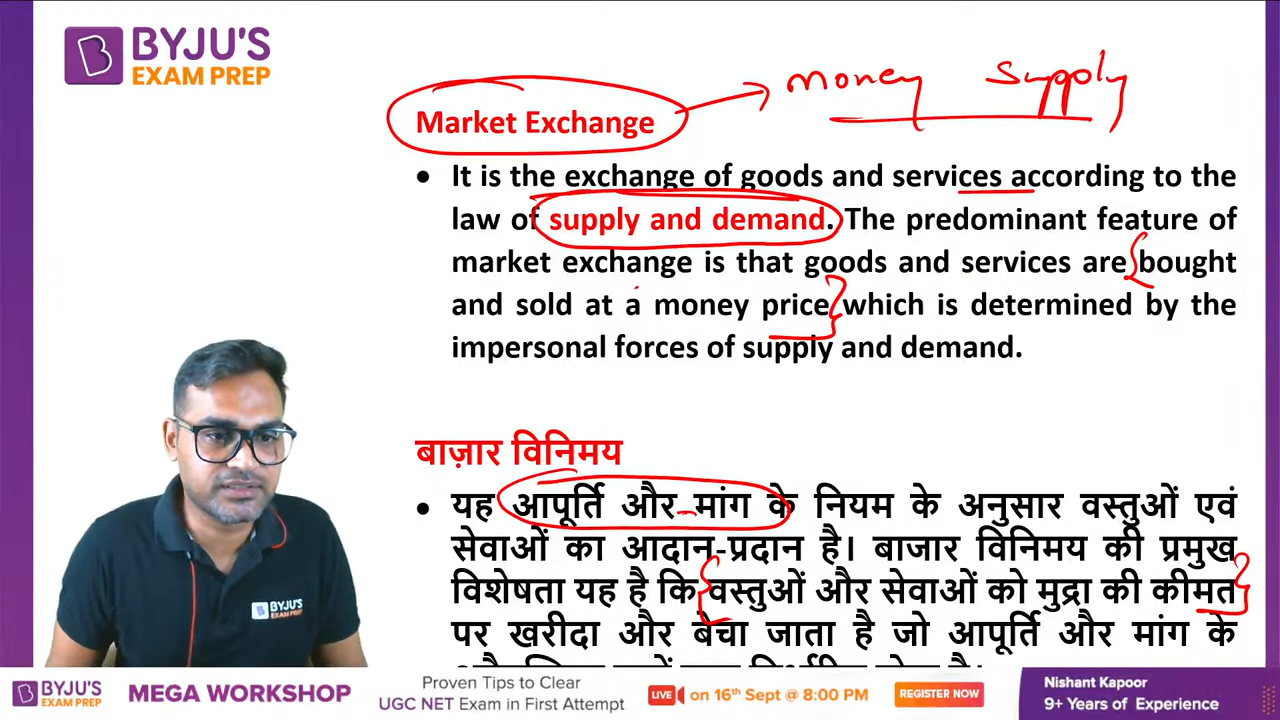 BYJU'S
EXAM PREP
Money Supply
Market Exchange
• It is the exchange of goods and services according to the
law of supply and demand. The predominant feature of
market exchange is that goods and services are bought
and sold at a money price which is determined by the
impersonal forces of supply and demand.
बाज़ार विनिमय
• यह आपूर्ति और मांग के नियम के अनुसार वस्तुओं एवं
सेवाओं का आदान-प्रदान है। बाजार विनिमय की प्रमुख
विशेषता यह है कि वस्तुओं और सेवाओं को मुद्रा की कीमत
पर खरीदा और बेचा जाता है जो आपूर्ति और मांग के
BYJU'S
EXAM PREP
BYJU'S
EXAM PREP
MEGA WORKSHOP
Proven Tips to Clear
UGC NET Exam in First Attempt
LIVE
on 16th Sept @ 8:00 PM
REGISTER NOW
Nishant Kapoor
9+ Years of Experience